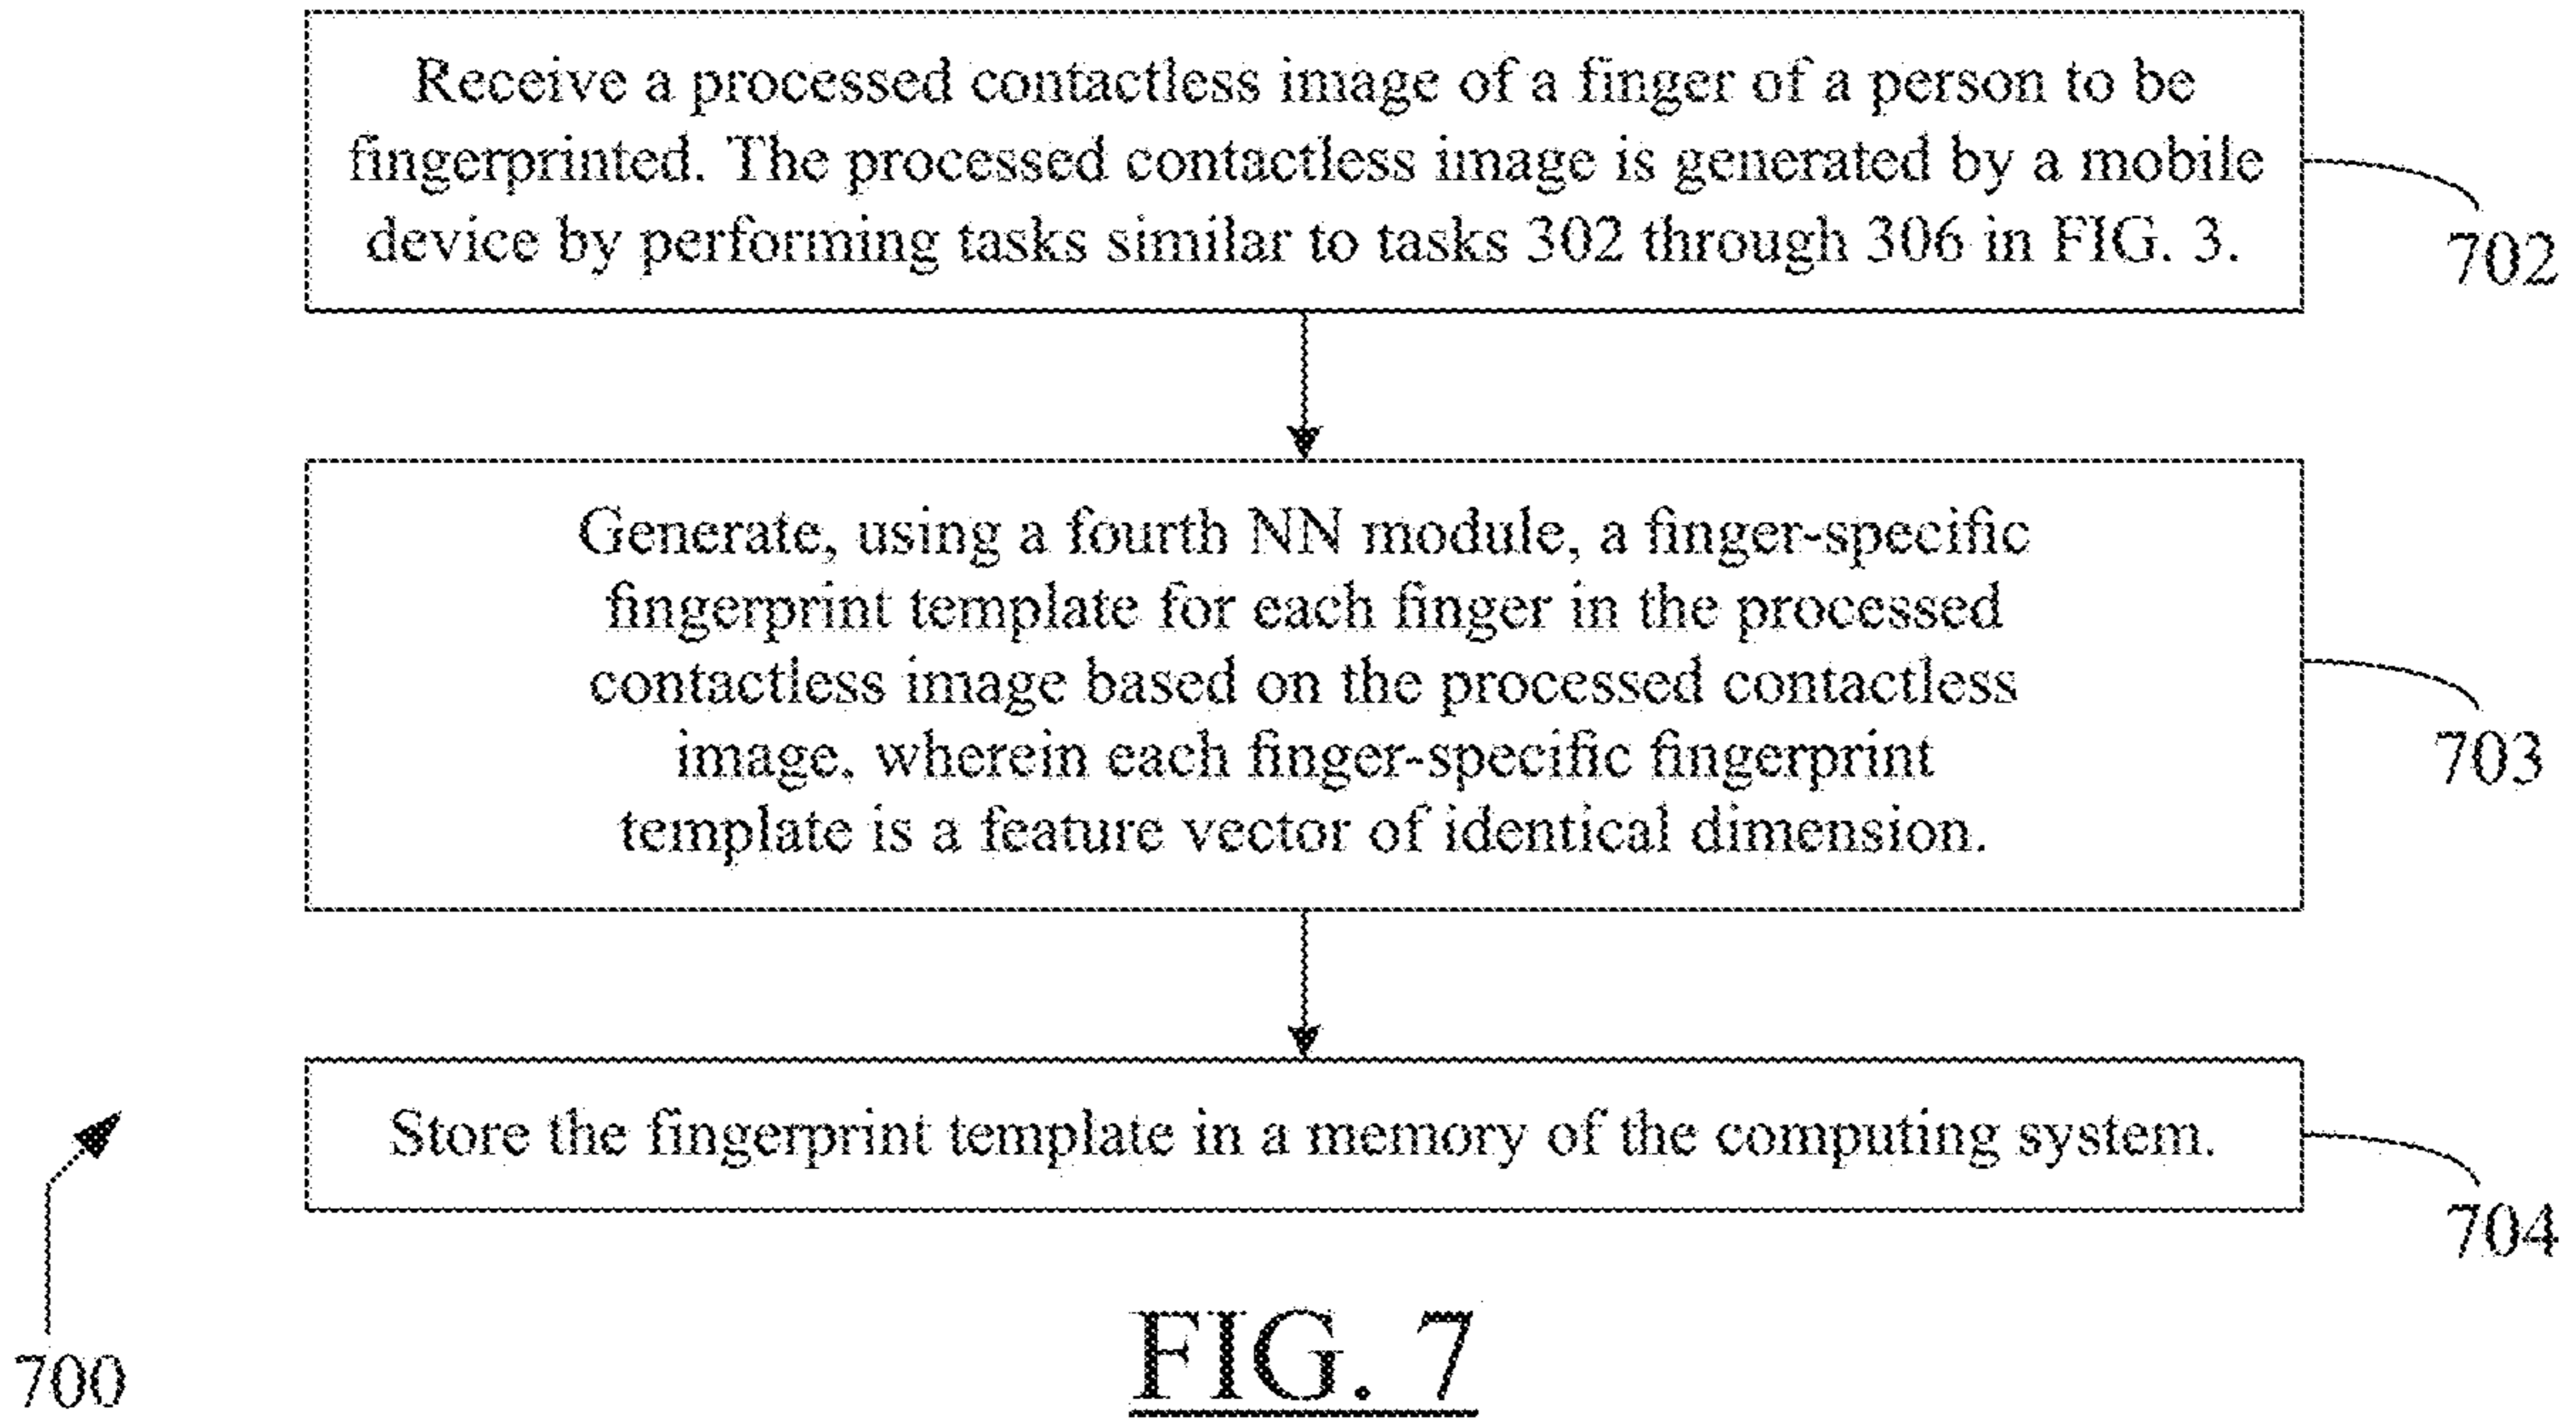 Receive a processed contactless image of a finger of a person to be
fingerprinted. The processed contactless image is generated by a mobile
device by performing tasks similar to tasks 302 through 306 in FIG. 3.
702
Generate, using a fourth NN module, a finger-specific
fingerprint template for each finger in the processed
contactless image based on the processed contactless
image, wherein each finger-specific fingerprint
template is a feature vector of identical dimension.
703
Store the fingerprint template in a memory of the computing system.
704
700
FIG. 7